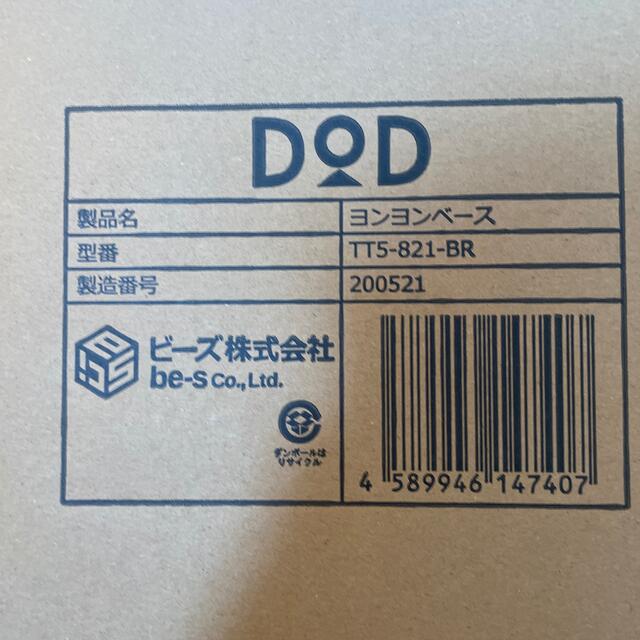 DOD
製品名 ヨンヨンベース
型番 TT5-821-BR
製造番号 200521
ビーズ株式会社
be-s Co.,Ltd.
ダンボールは
リサイクル
4 589946 147407